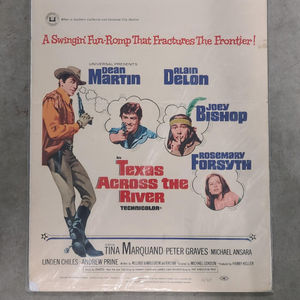 A Swingin' Fun-Romp That Fractures The Frontier!
UNIVERSAL PRESENTS
Dean Martin
Alain Delon
Joey Bishop
Rosemary Forsyth
in
Texas Across the River
TECHNICOLOR®
TINA MARQUAND PETER GRAVES MICHAEL ANSARA
LINDEN CHILES ANDREW PRINE